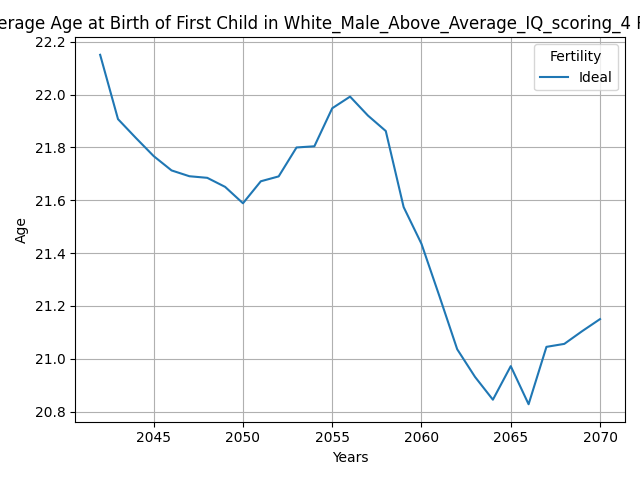 Average Age at Birth of First Child in White_Male_Above_Average_IQ_scoring_4
22.2
Fertility
Ideal
22.0
21.8
21.6
21.4
21.2
21.0
20.8
Age
2045 2050 2055 2060 2065 2070
Years